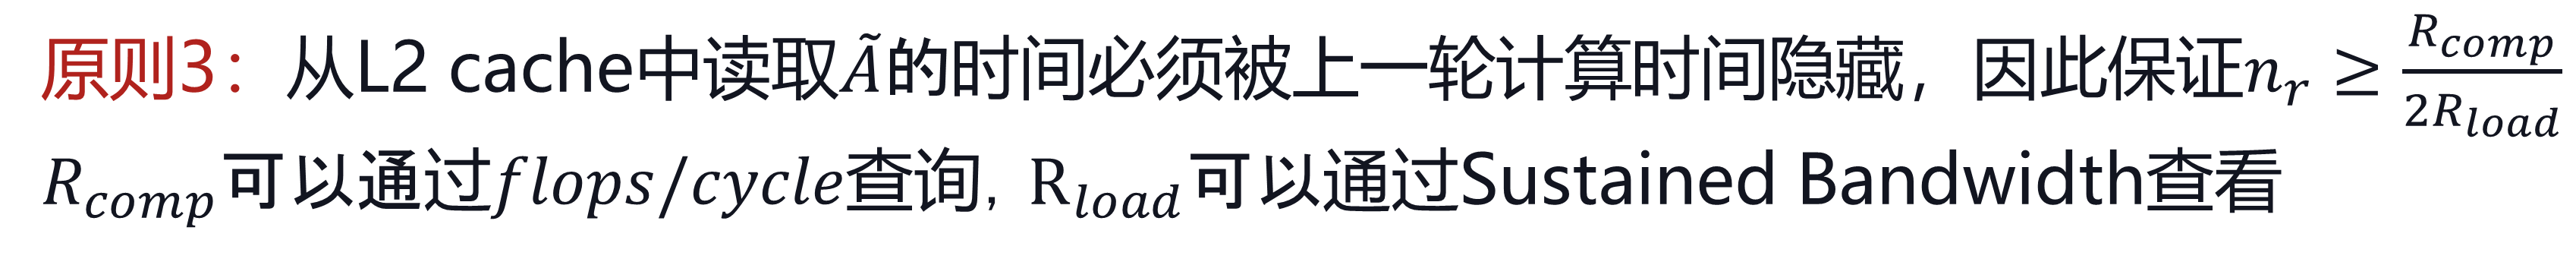 原则3：从L2 cache中读取Ã的时间必须被上一轮计算时间隐藏，因此保证n_r ≥ R_comp / 2R_load
R_comp可以通过flops/cycle查询, R_load可以通过Sustained Bandwidth查看